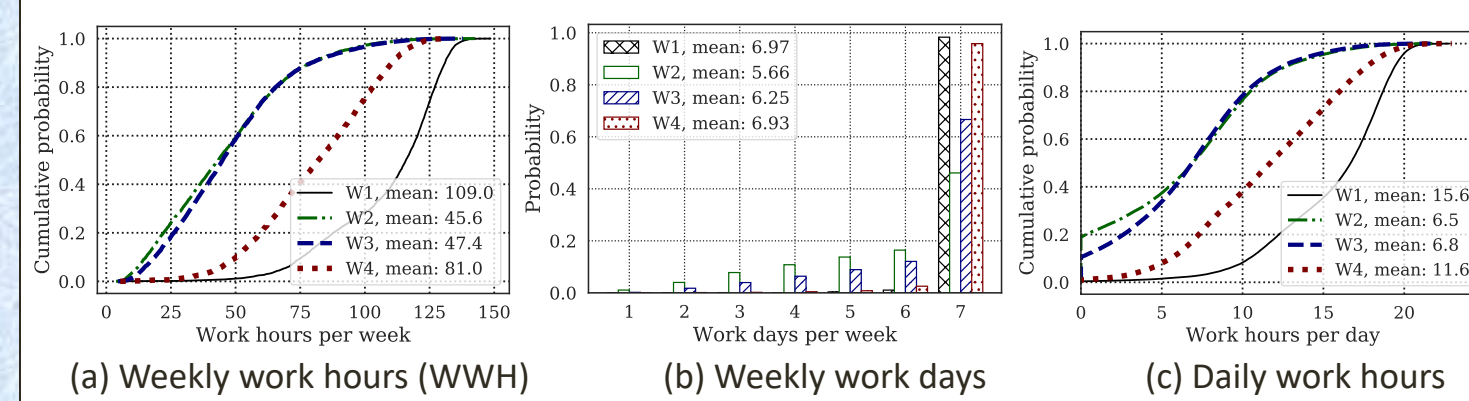 Cumulative probability
1.0
0.8
0.6
0.4
0.2
0.0
W1, mean: 109.0
W2, mean: 45.6
W3, mean: 47.4
W4, mean: 81.0
0 25 50 75 100 125 150
Work hours per week
(a) Weekly work hours (WWH)
Probability
1.0
0.8
0.6
0.4
0.2
0.0
W1, mean: 6.97
W2, mean: 5.66
W3, mean: 6.25
W4, mean: 6.93
1 2 3 4 5 6 7
Work days per week
(b) Weekly work days
Cumulative probability
1.0
0.8
0.6
0.4
0.2
0.0
W1, mean: 15.6
W2, mean: 6.5
W3, mean: 6.8
W4, mean: 11.6
0 5 10 15 20
Work hours per day
(c) Daily work hours